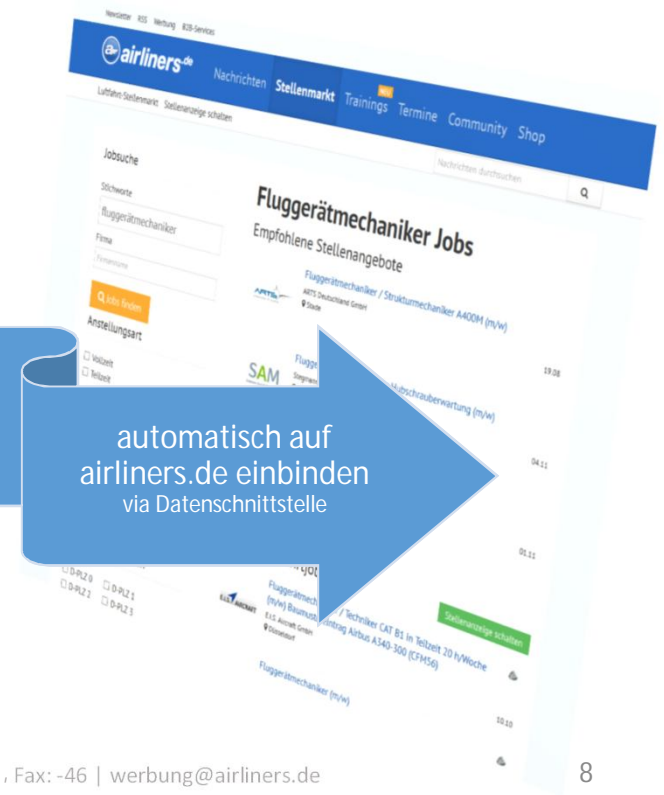 Newsletter RSS Werbung B2B-Services
airliners.de
Nachrichten Stellenmarkt Trainings Termine Community Shop
Luftfahrt-Stellenmarkt Stellenanzeige schalten
Nachrichten durchsuchen
Jobsuche
Stichworte
fluggerätmechaniker
Firma
Firmenname
Jobs finden
Anstellungsart
Vollzeit
Teilzeit
Fluggerätmechaniker Jobs
Empfohlene Stellenangebote
ARTS
Fluggerätmechaniker / Strukturmechaniker A400M (m/w)
ARTS Deutschland GmbH
Stade
19.08
SAM
Hubschrauberwartung (m/w)
04.11
automatisch auf
airliners.de einbinden
via Datenschnittstelle
01.11
D-PLZ 0 D-PLZ 1
D-PLZ 2 D-PLZ 3
Stellenanzeige schalten
E.I.S. AIRCRAFT
/ Techniker CAT B1 in Teilzeit 20 h/Woche
Airbus A340-300 (CFM56)
E.I.S. Aircraft GmbH
Düsseldorf
Fluggerätmechaniker (m/w)
10.10
, Fax: -46 | werbung@airliners.de
8